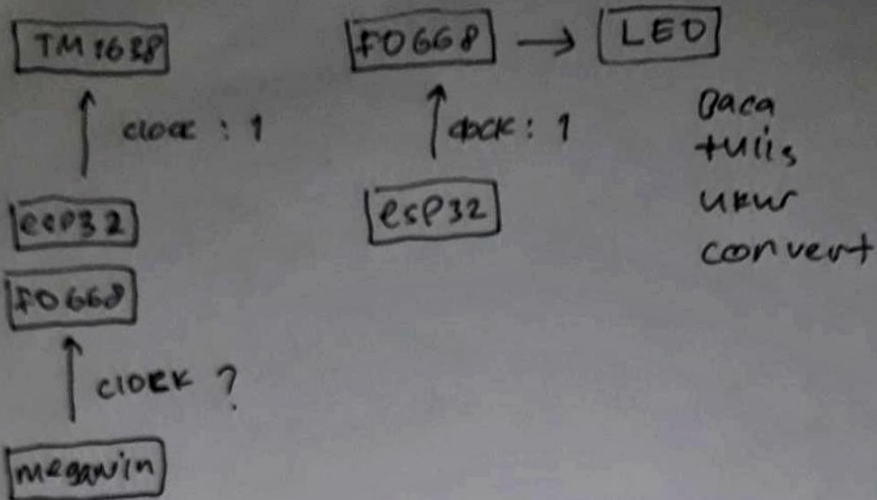 TM1638
FD668 → LED
clock : 1
clock : 1
Baca
tulis
ukur
convert
esp32
esp32
FD668
clock ?
megawin